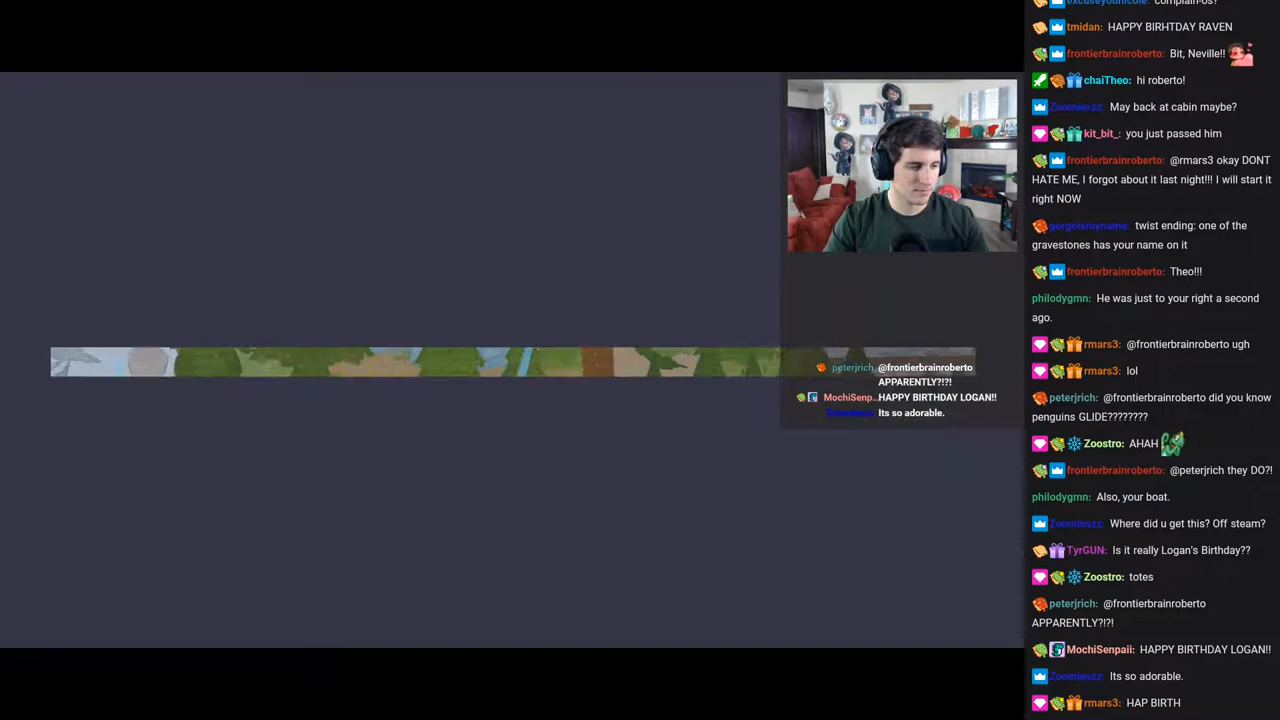 complain-os?
tmidan: HAPPY BIRHTDAY RAVEN
frontierbrainroberto: Bit, Neville!!
chaiTheo: hi roberto!
Zoomieszz: May back at cabin maybe?
kit_bit_: you just passed him
frontierbrainroberto: @rmars3 okay DONT
HATE ME, I forgot about it last night!!! I will start it
right NOW
gorgeismyname: twist ending: one of the
gravestones has your name on it
frontierbrainroberto: Theo!!!
philodygmn: He was just to your right a second
ago.
rmars3: @frontierbrainroberto ugh
rmars3: lol
peterjrich: @frontierbrainroberto did you know
penguins GLIDE????????
Zoostro: AHAH
frontierbrainroberto: @peterjrich they DO?!
philodygmn: Also, your boat.
Zoomieszz: Where did u get this? Off steam?
TyrGUN: Is it really Logan's Birthday??
Zoostro: totes
peterjrich: @frontierbrainroberto
APPARENTLY?!?!
MochiSenpaii: HAPPY BIRTHDAY LOGAN!!
Zoomieszz: Its so adorable.
rmars3: HAP BIRTH
peterjrich: @frontierbrainroberto
APPARENTLY?!?!
MochiSenp... HAPPY BIRTHDAY LOGAN!!
Its so adorable.